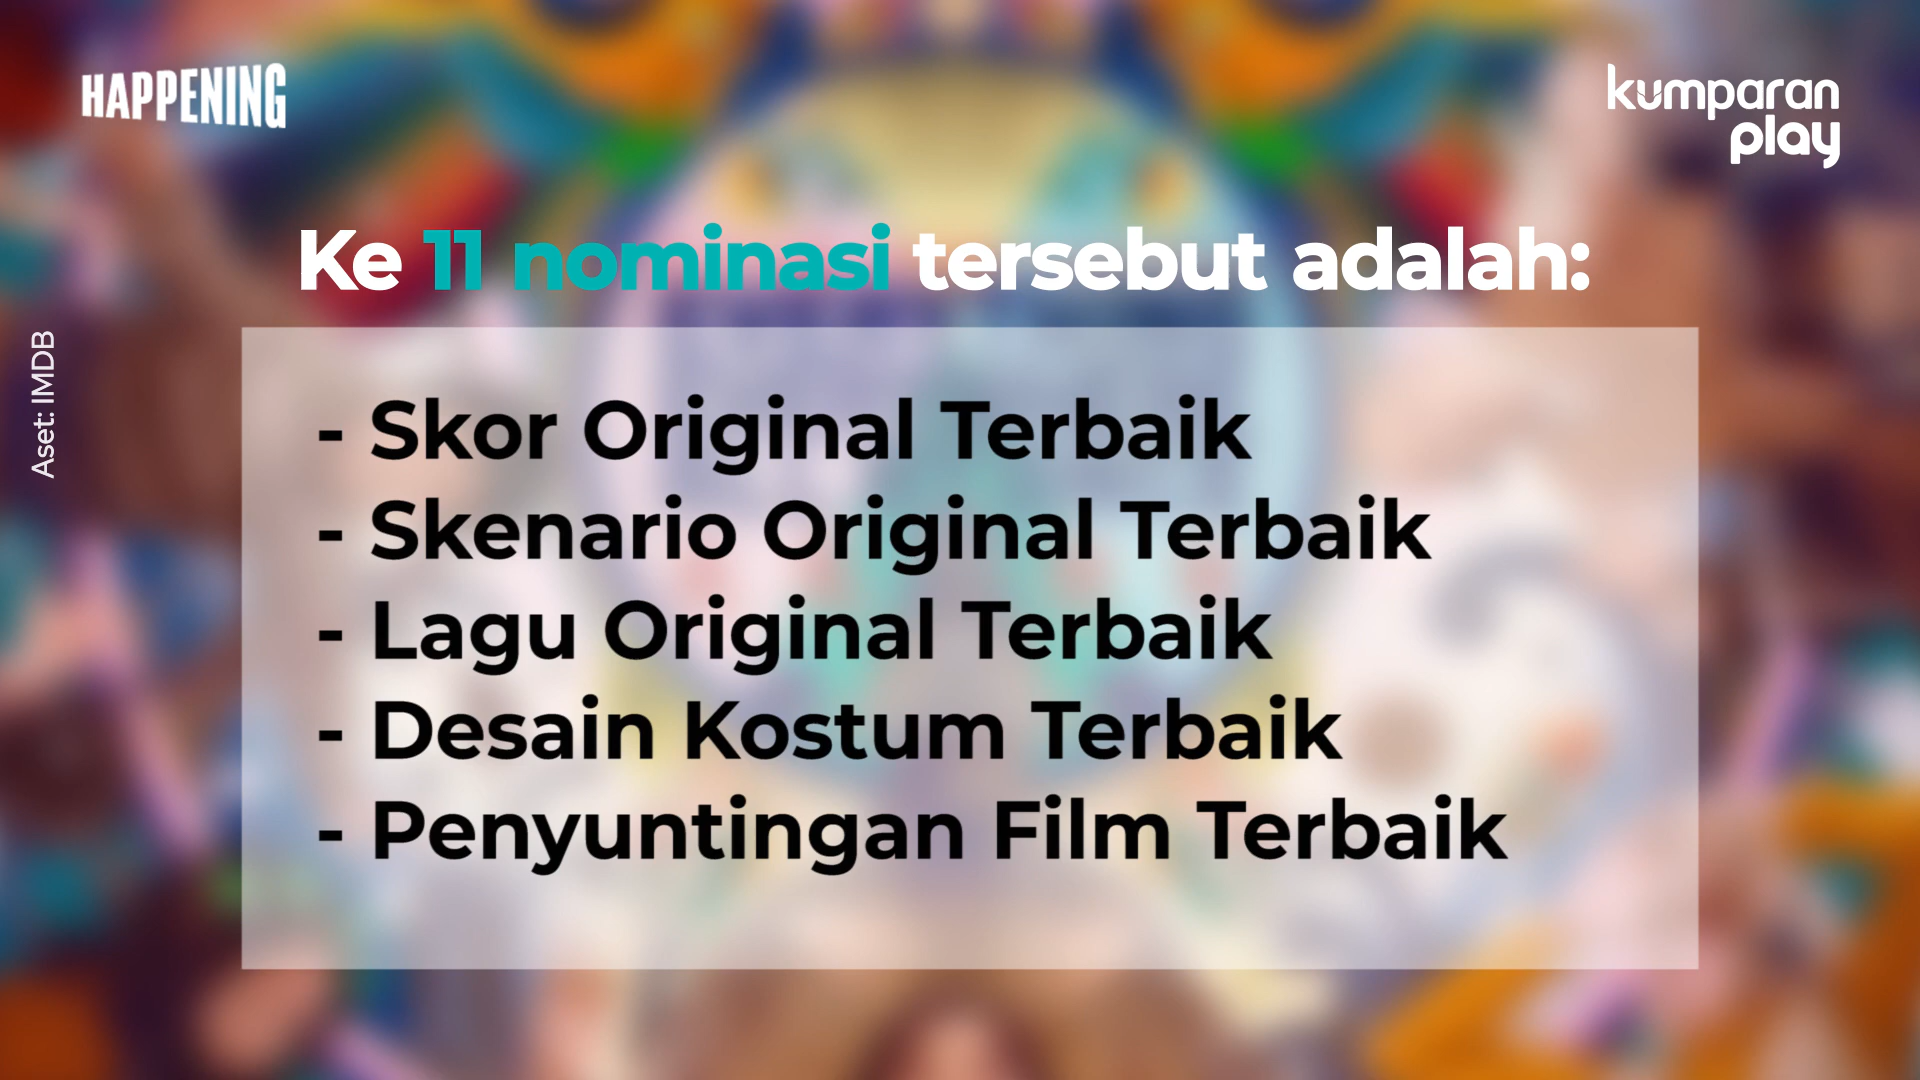 HAPPENING
kumparan
play
Ke 11 nominasi tersebut adalah:
Aset: IMDB
- Skor Original Terbaik
- Skenario Original Terbaik
- Lagu Original Terbaik
- Desain Kostum Terbaik
- Penyuntingan Film Terbaik